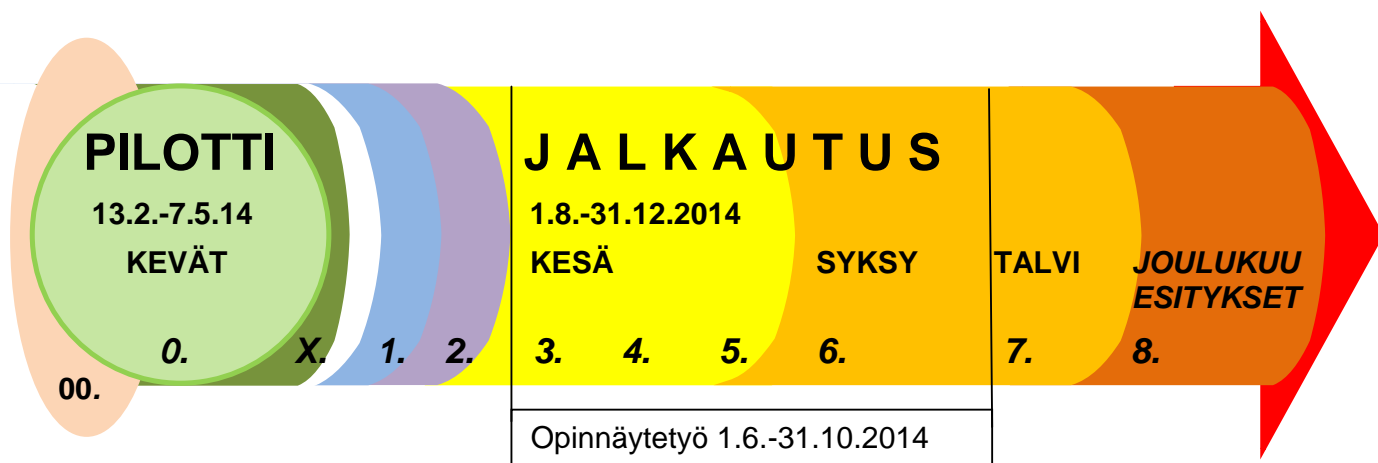 PILOTTI
13.2.-7.5.14
KEVÄT
J A L K A U T U S
1.8.-31.12.2014
KESÄ
SYKSY
TALVI
JOULUKUU
ESITYKSET
00.
0.
X.
1.
2.
3.
4.
5.
6.
7.
8.
Opinnäytetyö 1.6.-31.10.2014